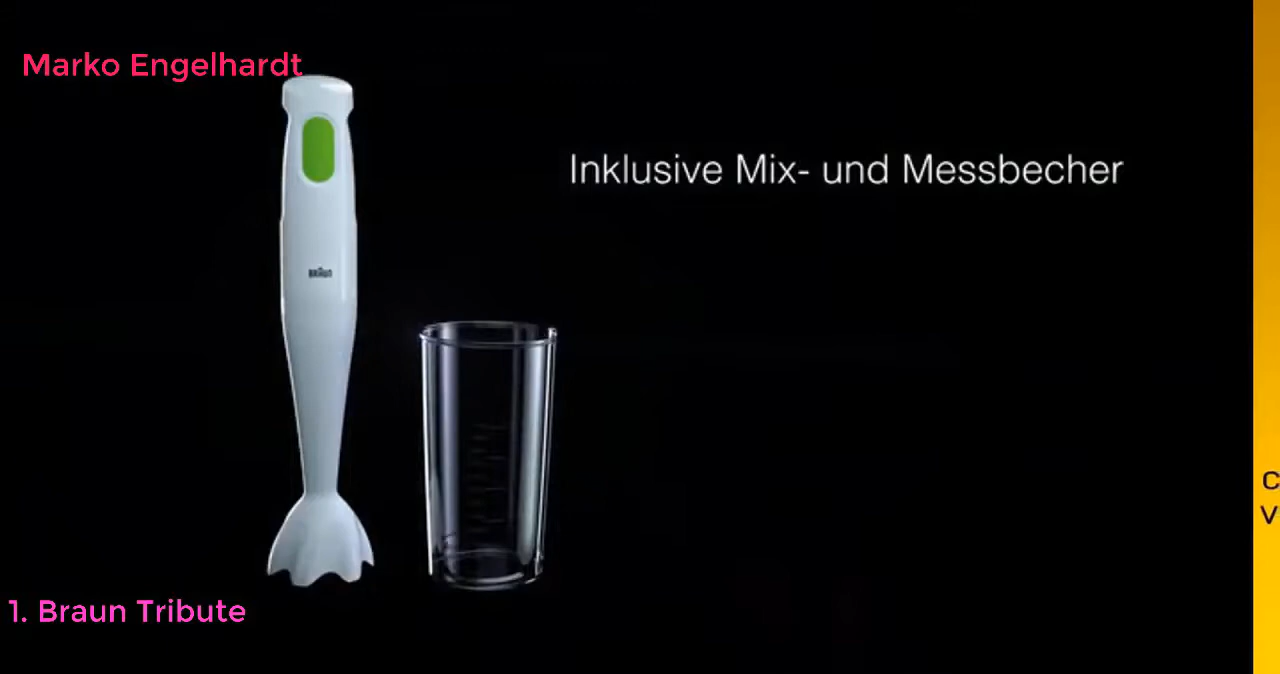 Marko Engelhardt
Inklusive Mix- und Messbecher
BRAUN
1. Braun Tribute